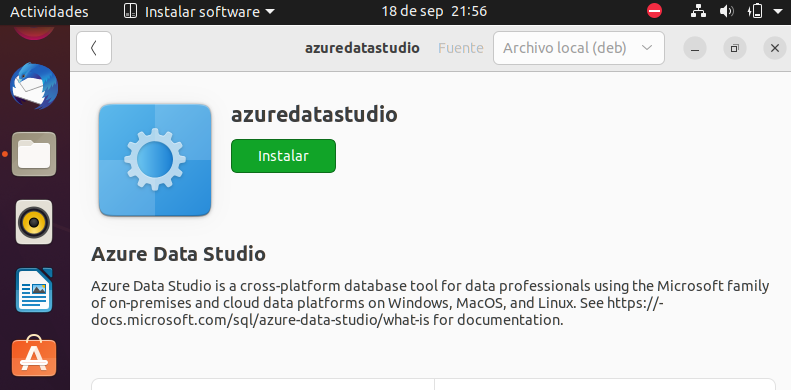 Actividades Instalar software 18 de sep 21:56
azuredatastudio Fuente Archivo local (deb)
azuredatastudio
Instalar
Azure Data Studio
Azure Data Studio is a cross-platform database tool for data professionals using the Microsoft family
of on-premises and cloud data platforms on Windows, MacOS, and Linux. See https://-
docs.microsoft.com/sql/azure-data-studio/what-is for documentation.